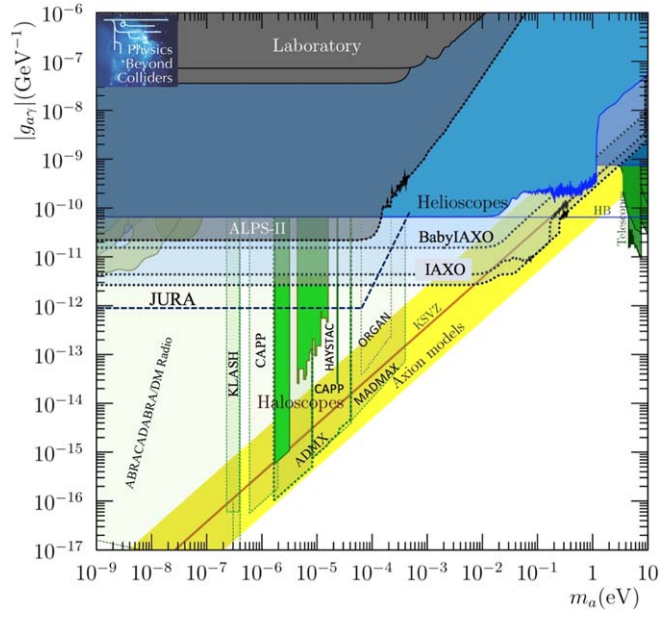 |g_{aγ}|(GeV⁻¹)
10⁻⁶
10⁻⁷
10⁻⁸
10⁻⁹
10⁻¹⁰
10⁻¹¹
10⁻¹²
10⁻¹³
10⁻¹⁴
10⁻¹⁵
10⁻¹⁶
10⁻¹⁷
Physics
Beyond
Colliders
Laboratory
Helioscopes
HB
Telescopes
ALPS-II
BabyIAXO
IAXO
JURA
KSVZ
Axion models
ABRACADABRA/DM Radio
KLASH
CAPP
HAYSTAC
CAPP
ORGAN
Haloscopes
MADMAX
ADMX
10⁻⁹ 10⁻⁸ 10⁻⁷ 10⁻⁶ 10⁻⁵ 10⁻⁴ 10⁻³ 10⁻² 10⁻¹ 1 10
m_a(eV)